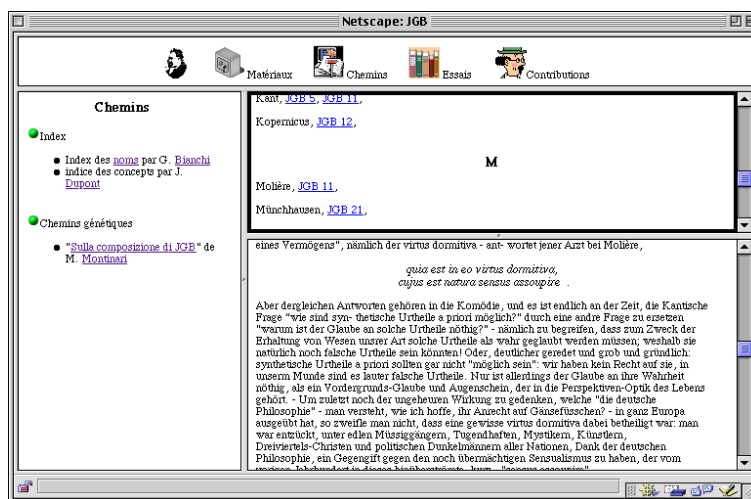 Netscape: JGB
Matériaux
Chemins
Essais
Contributions
Chemins
Index
Index des noms par G. Bianchi
indice des concepts par J.
Dupont
Chemins génétiques
"Sulla composizione di JGB" de
M. Montinari
Kant, JGB 5, JGB 11,
Kopernicus, JGB 12,
M
Molière, JGB 11,
Münchhausen, JGB 21,
eines Vermögens", nämlich der virtus dormitiva - ant- wortet jener Arzt bei Molière,
quia est in eo virtus dormitiva,
cujus est natura sensus assoupire .
Aber dergleichen Antworten gehören in die Komödie, und es ist endlich an der Zeit, die Kantische
Frage "wie sind syn- thetische Urtheile a priori möglich?" durch eine andre Frage zu ersetzen
"warum ist der Glaube an solche Urtheile nöthig?" - nämlich zu begreifen, dass zum Zweck der
Erhaltung von Wesen unsrer Art solche Urtheile als wahr geglaubt werden müssen; weshalb sie
natürlich noch falsche Urtheile sein könnten! Oder, deutlicher geredet und grob und gründlich:
synthetische Urtheile a priori sollten gar nicht "möglich sein": wir haben kein Recht auf sie, in
unserm Munde sind es lauter falsche Urtheile. Nur ist allerdings der Glaube an ihre Wahrheit
nöthig, als ein Vordergrunds-Glaube und Augenschein, der in die Perspektiven-Optik des Lebens
gehört. - Um zuletzt noch der ungeheuren Wirkung zu gedenken, welche "die deutsche
Philosophie" - man versteht, wie ich hoffe, ihr Anrecht auf Gänsefüsschen? - in ganz Europa
ausgeübt hat, so zweifle man nicht, dass eine gewisse virtus dormitiva dabei betheiligt war: man
war entzückt, unter edlen Müssiggängern, Tugendhaften, Mystikern, Künstlern,
Dreiviertels-Christen und politischen Dunkelmännern aller Nationen, Dank der deutschen
Philosophie, ein Gegengift gegen den noch übermächtigen Sensualismus zu haben, der vom
vorigen Jahrhundert in dieses hinüberströmte, kurz - "sensus assoupire"